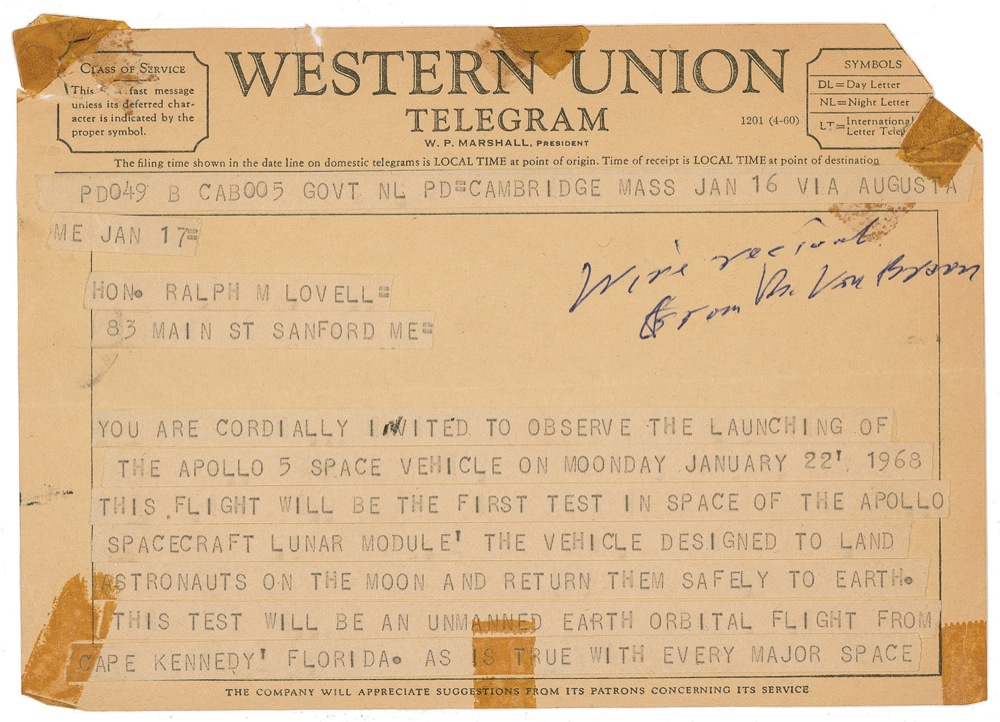 CLASS OF SERVICE
This fast message
unless its deferred char-
acter is indicated by the
proper symbol.
WESTERN UNION
TELEGRAM
W. P. MARSHALL, PRESIDENT
1201 (4-60)
SYMBOLS
DL=Day Letter
NL=Night Letter
LT=International
Letter
The filing time shown in the date line on domestic telegrams is LOCAL TIME at point of origin. Time of receipt is LOCAL TIME at point of destination
PD049 B CAB005 GOVT NL PD=CAMBRIDGE MASS JAN 16 VIA AUGUSTA
ME JAN 17=
Wire
from Dr. Von
HON. RALPH M LOVELL=
83 MAIN ST SANFORD ME=
YOU ARE CORDIALLY INVITED TO OBSERVE THE LAUNCHING OF
THE APOLLO 5 SPACE VEHICLE ON MOONDAY JANUARY 22' 1968
THIS FLIGHT WILL BE THE FIRST TEST IN SPACE OF THE APOLLO
SPACECRAFT LUNAR MODULE' THE VEHICLE DESIGNED TO LAND
ASTRONAUTS ON THE MOON AND RETURN THEM SAFELY TO EARTH.
THIS TEST WILL BE AN UNMANNED EARTH ORBITAL FLIGHT FROM
CAPE KENNEDY' FLORIDA. AS IS TRUE WITH EVERY MAJOR SPACE
THE COMPANY WILL APPRECIATE SUGGESTIONS FROM ITS PATRONS CONCERNING ITS SERVICE